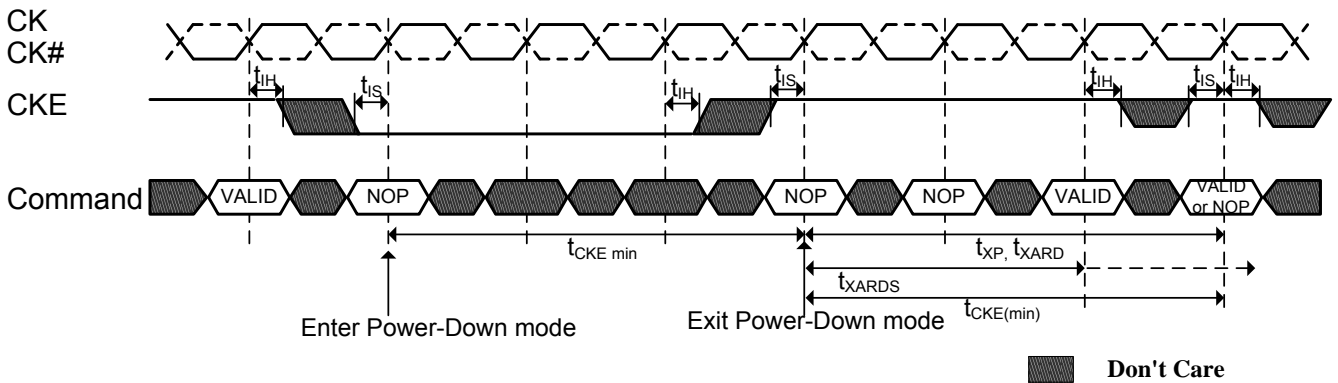 CK
CK#
tIH tIS tIH tIS tIH tIS tIH
CKE
Command VALID NOP NOP NOP VALID VALID or NOP
tCKE min
tXP, tXARD
tXARDS
tCKE(min)
Enter Power-Down mode
Exit Power-Down mode
Don't Care